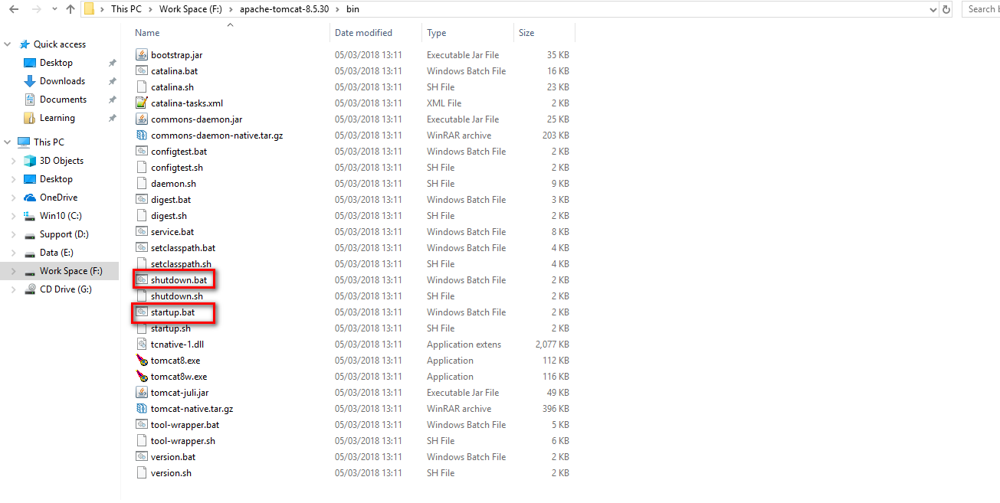 This PC > Work Space (F:) > apache-tomcat-8.5.30 > bin
Search
Quick access
Desktop
Downloads
Documents
Learning
This PC
3D Objects
Desktop
OneDrive
Win10 (C:)
Support (D:)
Data (E:)
Work Space (F:)
CD Drive (G:)
Name Date modified Type Size
bootstrap.jar 05/03/2018 13:11 Executable Jar File 35 KB
catalina.bat 05/03/2018 13:11 Windows Batch File 16 KB
catalina.sh 05/03/2018 13:11 SH File 23 KB
catalina-tasks.xml 05/03/2018 13:11 XML File 2 KB
commons-daemon.jar 05/03/2018 13:11 Executable Jar File 25 KB
commons-daemon-native.tar.gz 05/03/2018 13:11 WinRAR archive 203 KB
configtest.bat 05/03/2018 13:11 Windows Batch File 2 KB
configtest.sh 05/03/2018 13:11 SH File 2 KB
daemon.sh 05/03/2018 13:11 SH File 9 KB
digest.bat 05/03/2018 13:11 Windows Batch File 3 KB
digest.sh 05/03/2018 13:11 SH File 2 KB
service.bat 05/03/2018 13:11 Windows Batch File 8 KB
setclasspath.bat 05/03/2018 13:11 Windows Batch File 4 KB
setclasspath.sh 05/03/2018 13:11 SH File 4 KB
shutdown.bat 05/03/2018 13:11 Windows Batch File 2 KB
shutdown.sh 05/03/2018 13:11 SH File 2 KB
startup.bat 05/03/2018 13:11 Windows Batch File 2 KB
startup.sh 05/03/2018 13:11 SH File 2 KB
tcnative-1.dll 05/03/2018 13:11 Application extens 2,077 KB
tomcat8.exe 05/03/2018 13:11 Application 112 KB
tomcat8w.exe 05/03/2018 13:11 Application 116 KB
tomcat-juli.jar 05/03/2018 13:11 Executable Jar File 49 KB
tomcat-native.tar.gz 05/03/2018 13:11 WinRAR archive 396 KB
tool-wrapper.bat 05/03/2018 13:11 Windows Batch File 5 KB
tool-wrapper.sh 05/03/2018 13:11 SH File 6 KB
version.bat 05/03/2018 13:11 Windows Batch File 2 KB
version.sh 05/03/2018 13:11 SH File 2 KB